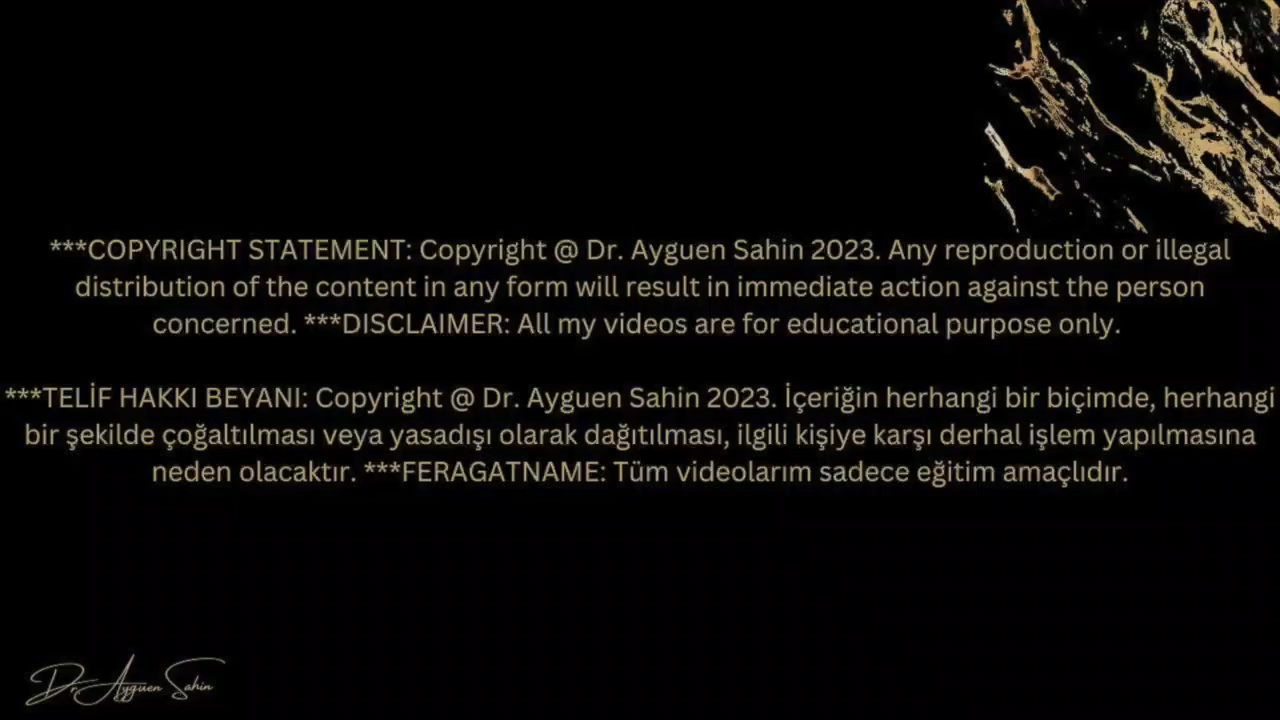 ***COPYRIGHT STATEMENT: Copyright @ Dr. Ayguen Sahin 2023. Any reproduction or illegal
distribution of the content in any form will result in immediate action against the person
concerned. ***DISCLAIMER: All my videos are for educational purpose only.
***TELİF HAKKI BEYANI: Copyright @ Dr. Ayguen Sahin 2023. İçeriğin herhangi bir biçimde, herhangi
bir şekilde çoğaltılması veya yasadışı olarak dağıtılması, ilgili kişiye karşı derhal işlem yapılmasına
neden olacaktır. ***FERAGATNAME: Tüm videolarım sadece eğitim amaçlıdır.
Dr Ayguen Sahin